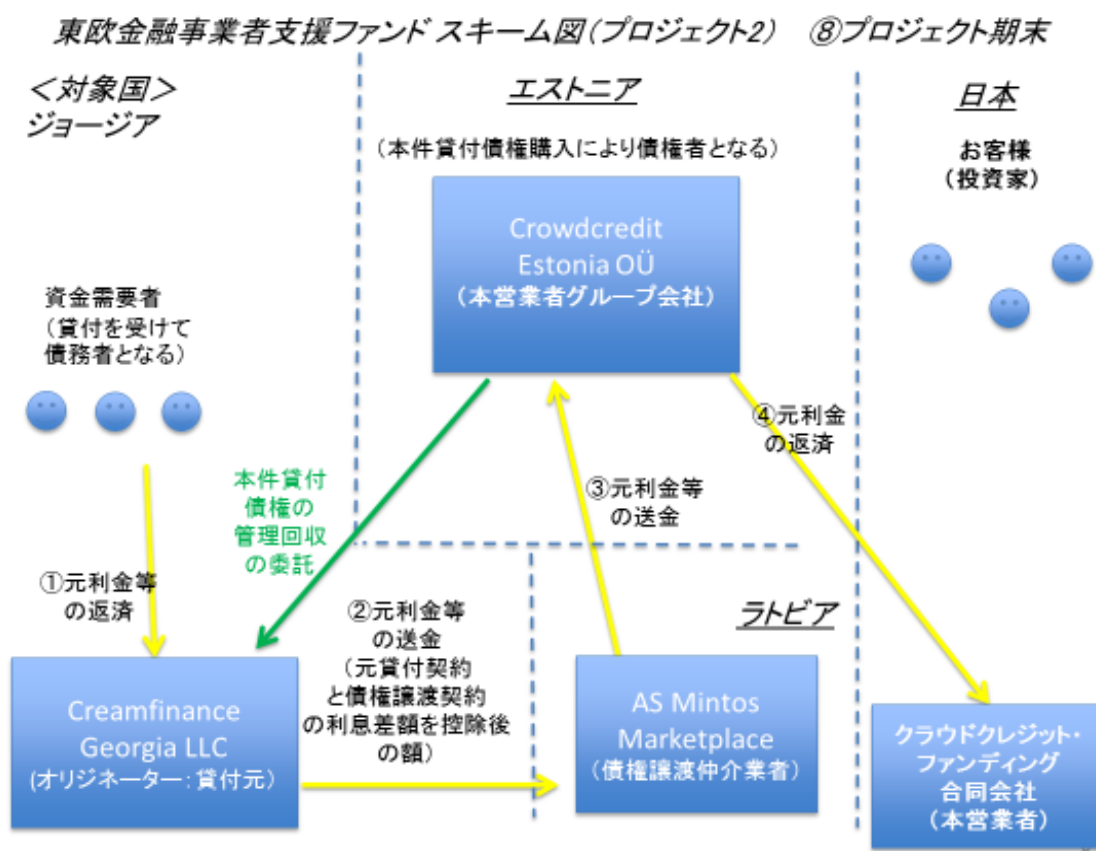 東欧金融事業者支援ファンド スキーム図(プロジェクト2) ⑧プロジェクト期末
<対象国>
ジョージア
エストニア
日本
(本件貸付債権購入により債権者となる)
お客様
(投資家)
Crowdcredit
Estonia OÜ
(本営業者グループ会社)
資金需要者
(貸付を受けて
債務者となる)
④元利金
の返済
本件貸付
債権の
管理回収
の委託
③元利金等
の送金
①元利金等
の返済
②元利金等
の送金
(元貸付契約
と債権譲渡契約
の利息差額を控除後
の額)
ラトビア
Creamfinance
Georgia LLC
(オリジネーター:貸付元)
AS Mintos
Marketplace
(債権譲渡仲介業者)
クラウドクレジット・
ファンディング
合同会社
(本営業者)